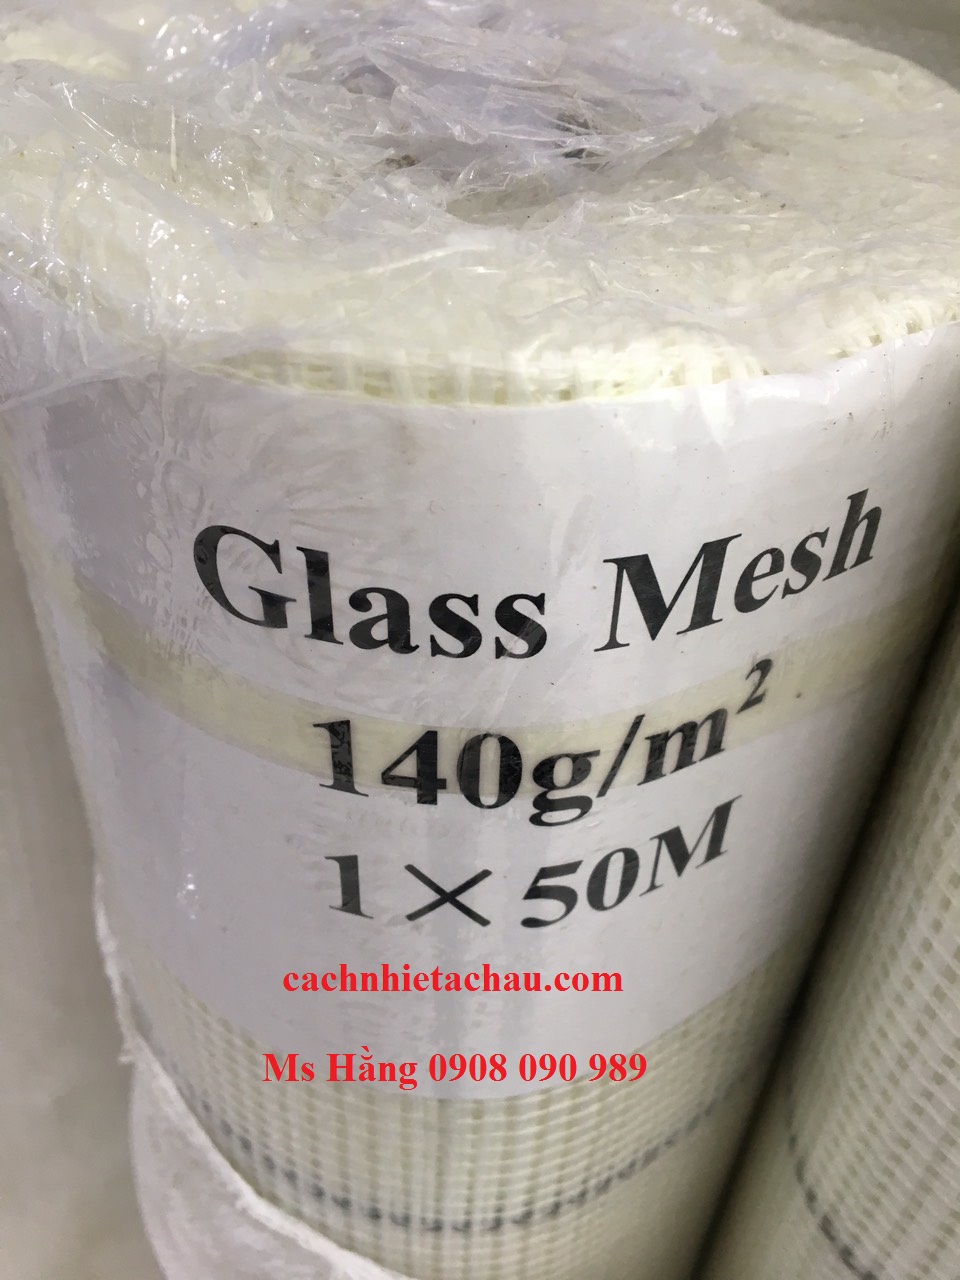 Glass Mesh
140g/m²
1×50M
cachnhietachau.com
Ms Hằng 0908 090 989